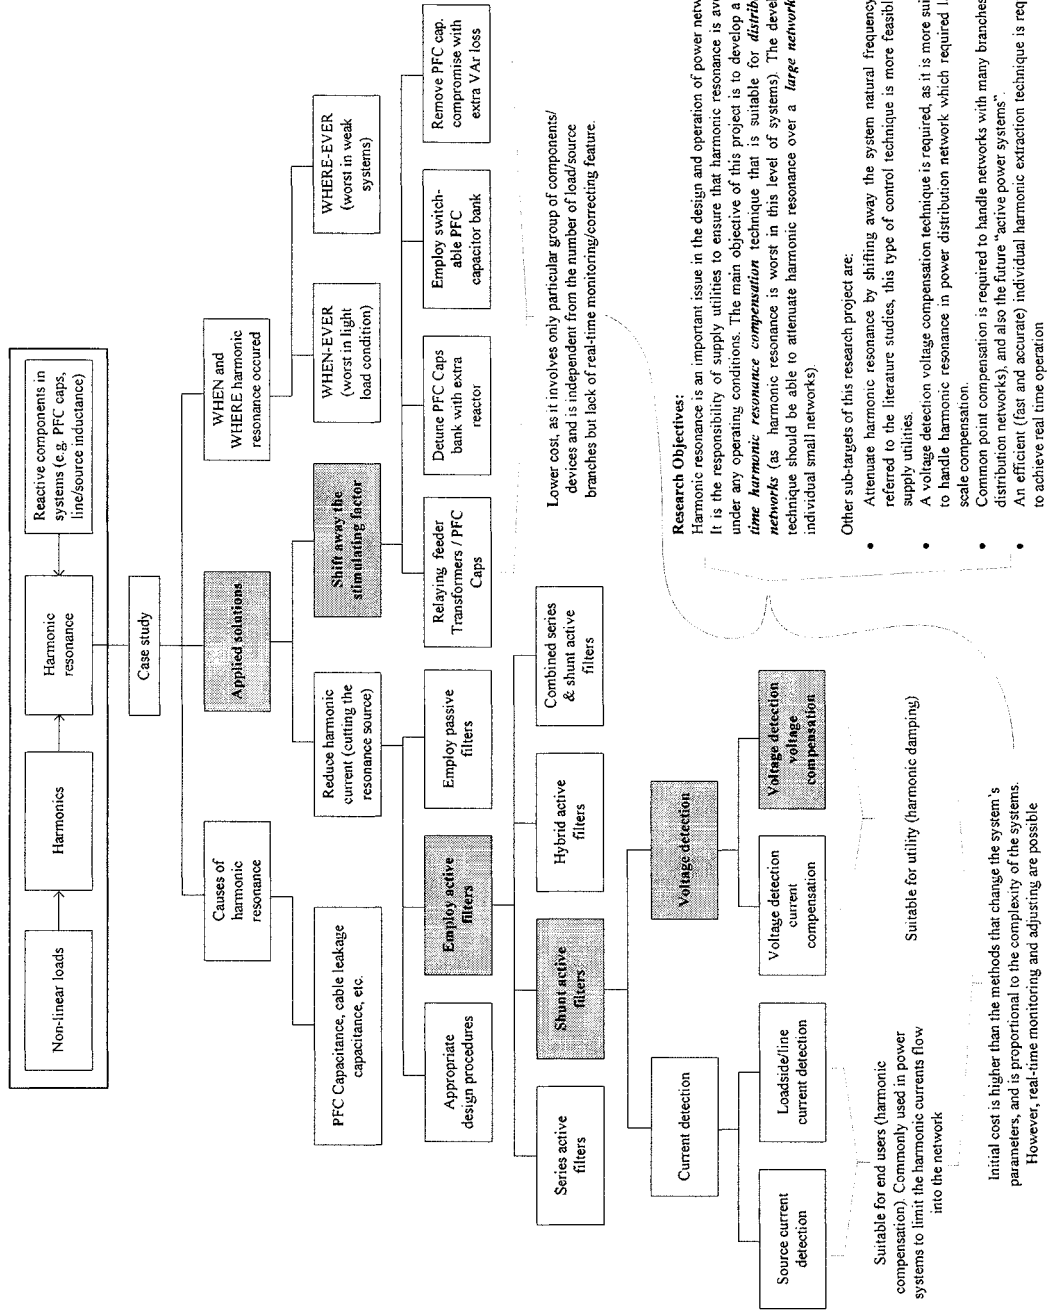 Non-linear loads
Harmonics
Harmonic
resonance
Reactive components in
systems (e.g. PFC caps,
line/source inductance)
Case study
Causes of
harmonic
resonance
Applied solutions
WHEN and
WHERE harmonic
resonance occured
PFC Capacitance, cable leakage
capacitance, etc.
Reduce harmonic
current (cutting the
resonance source)
Shift away the
stimulating factor
WHEN-EVER
(worst in light
load condition)
WHERE-EVER
(worst in weak
systems)
Appropriate
design procedures
Employ active
filters
Employ passive
filters
Relaying feeder
Transformers / PFC
Caps
Detune PFC Caps
bank with extra
reactor
Employ switch-
able PFC
capacitor bank
Remove PFC cap.
compromise with
extra VAr loss
Series active
filters
Shunt active
filters
Hybrid active
filters
Combined series
& shunt active
filters
Lower cost, as it involves only particular group of components/
devices and is independent from the number of load/source
branches but lack of real-time monitoring/correcting feature.
Current detection
Voltage detection
Source current
detection
Loadside/line
current detection
Voltage detection
current
compensation
Voltage detection
voltage
compensation
Suitable for end users (harmonic
compensation). Commonly used in power
systems to limit the harmonic currents flow
into the network
Suitable for utility (harmonic damping)
Initial cost is higher than the methods that change the system's
parameters, and is proportional to the complexity of the systems.
However, real-time monitoring and adjusting are possible
Research Objectives:
Harmonic resonance is an important issue in the design and operation of power netw
It is the responsibility of supply utilities to ensure that harmonic resonance is avo
under any operating conditions. The main objective of this project is to develop a
time harmonic resonance compensation technique that is suitable for distribu
networks (as harmonic resonance is worst in this level of systems). The devel
technique should be able to attenuate harmonic resonance over a large network
individual small networks).
Other sub-targets of this research project are:
• Attenuate harmonic resonance by shifting away the system natural frequency
referred to the literature studies, this type of control technique is more feasibl
supply utilities.
• A voltage detection voltage compensation technique is required, as it is more sui
to handle harmonic resonance in power distribution network which required l
scale compensation.
• Common point compensation is required to handle networks with many branches
distribution networks), and also the future "active power systems".
• An efficient (fast and accurate) individual harmonic extraction technique is req
to achieve real time operation